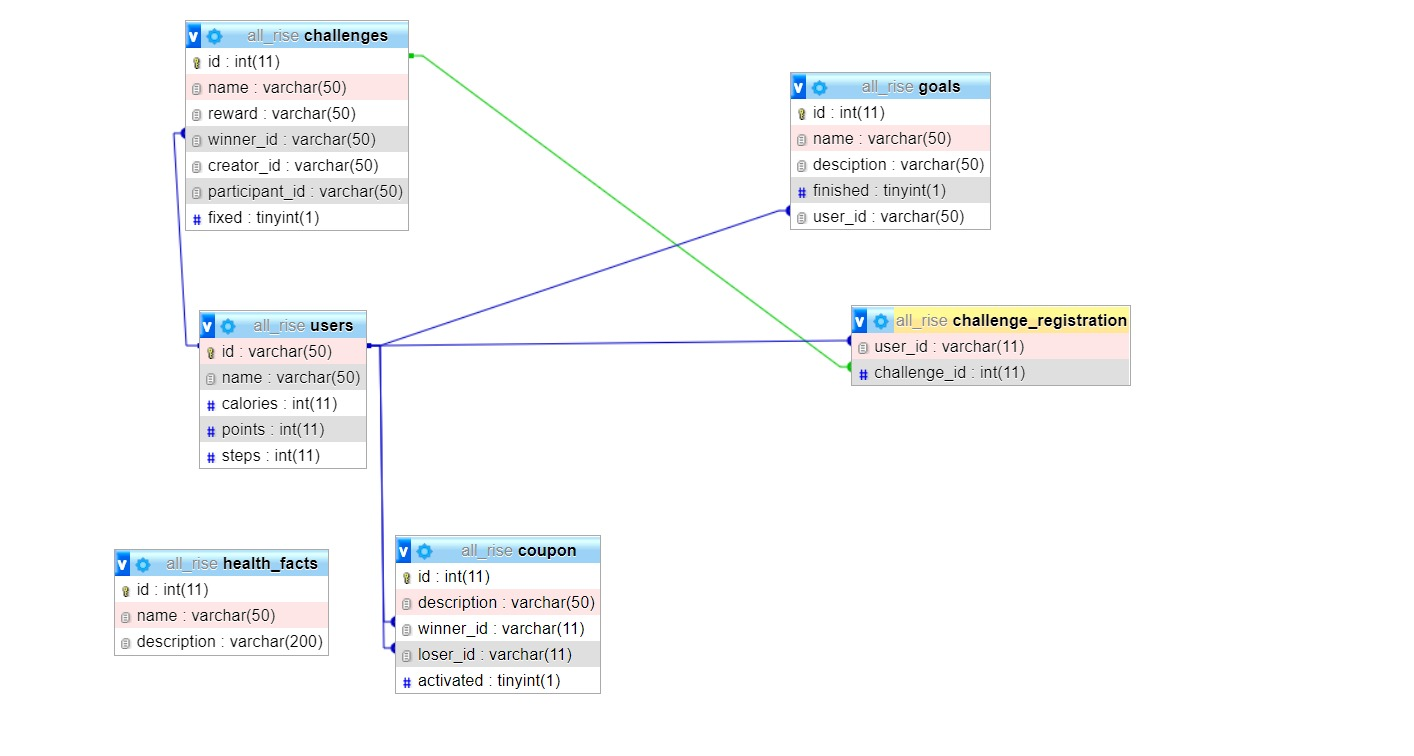 v all_rise challenges
id : int(11)
name : varchar(50)
reward : varchar(50)
winner_id : varchar(50)
creator_id : varchar(50)
participant_id : varchar(50)
# fixed : tinyint(1)
v all_rise goals
id : int(11)
name : varchar(50)
desciption : varchar(50)
# finished : tinyint(1)
user_id : varchar(50)
v all_rise users
id : varchar(50)
name : varchar(50)
# calories : int(11)
# points : int(11)
# steps : int(11)
v all_rise challenge_registration
user_id : varchar(11)
# challenge_id : int(11)
v all_rise health_facts
id : int(11)
name : varchar(50)
description : varchar(200)
v all_rise coupon
id : int(11)
description : varchar(50)
winner_id : varchar(11)
loser_id : varchar(11)
# activated : tinyint(1)